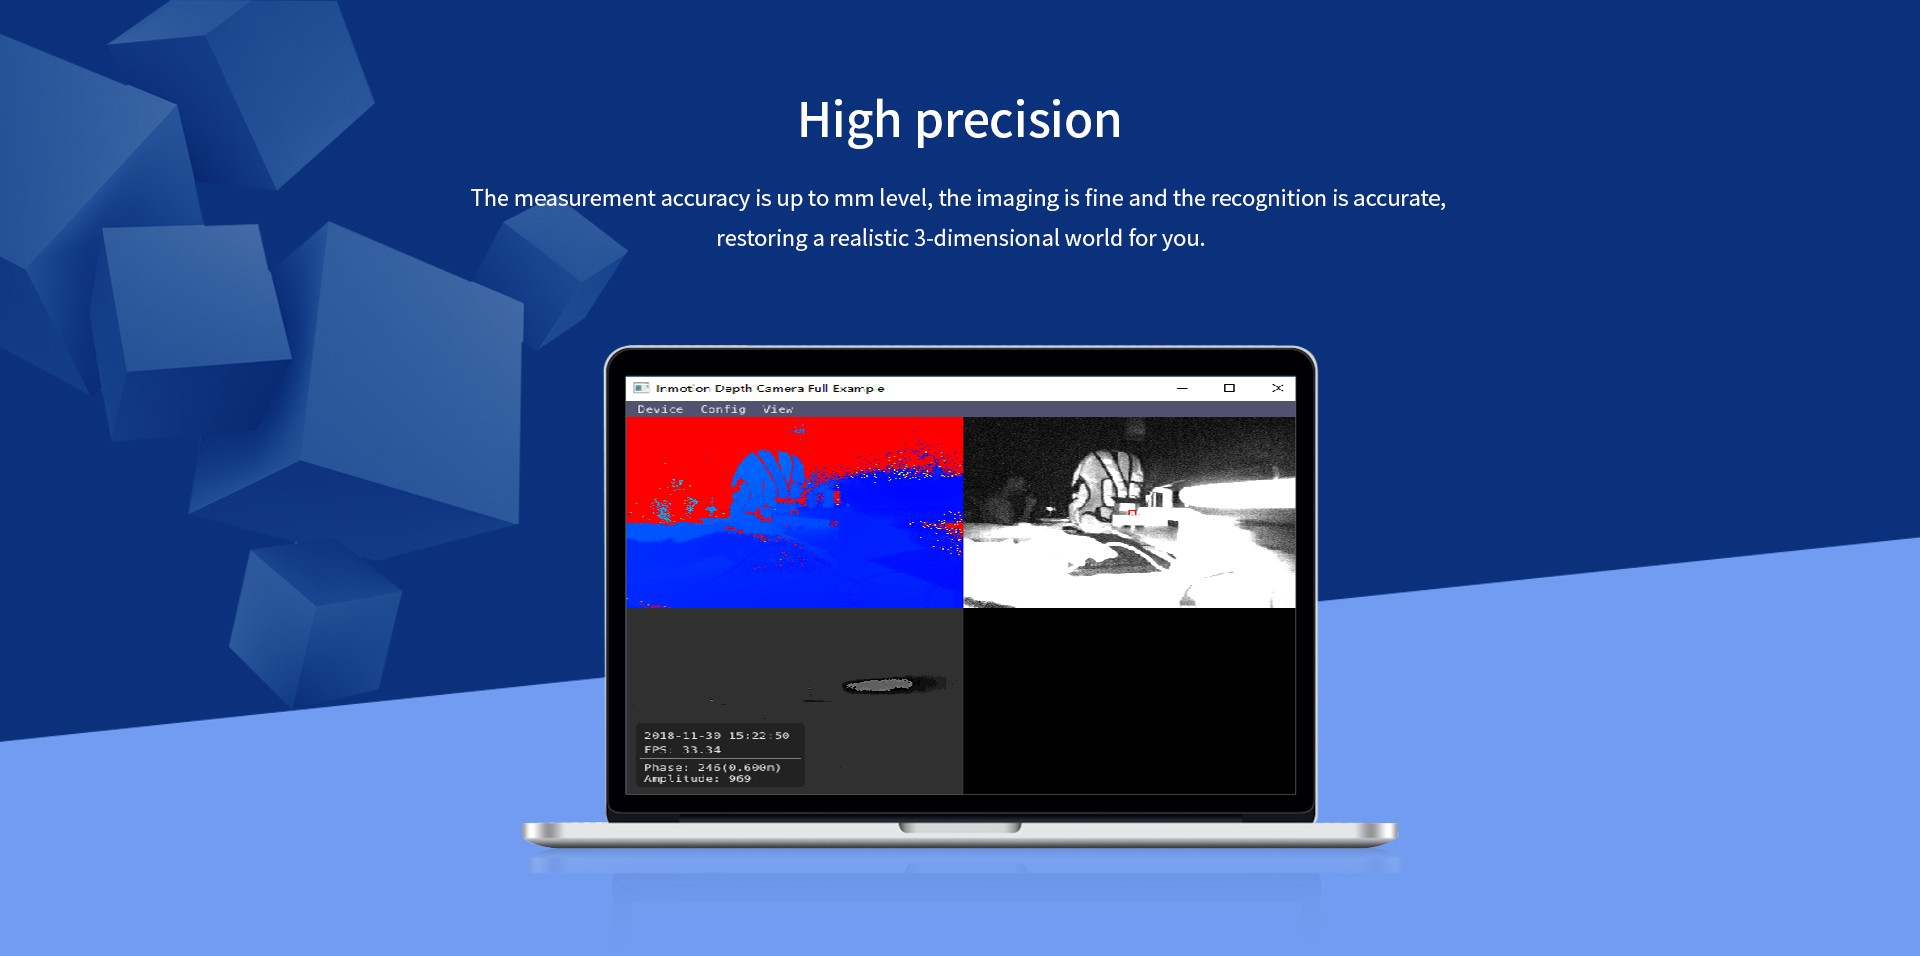 High precision
The measurement accuracy is up to mm level, the imaging is fine and the recognition is accurate,
restoring a realistic 3-dimensional world for you.
Inmotion Depth Camera Full Example
Device Config View
2018-11-30 15:22:50
FPS: 33.34
Phase: 246(0.600m)
Amplitude: 969